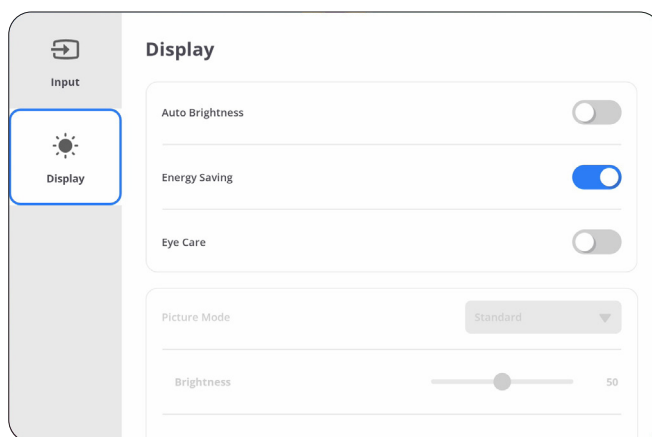 Input
Display
Display
Auto Brightness
Energy Saving
Eye Care
Picture Mode
Standard
Brightness
50